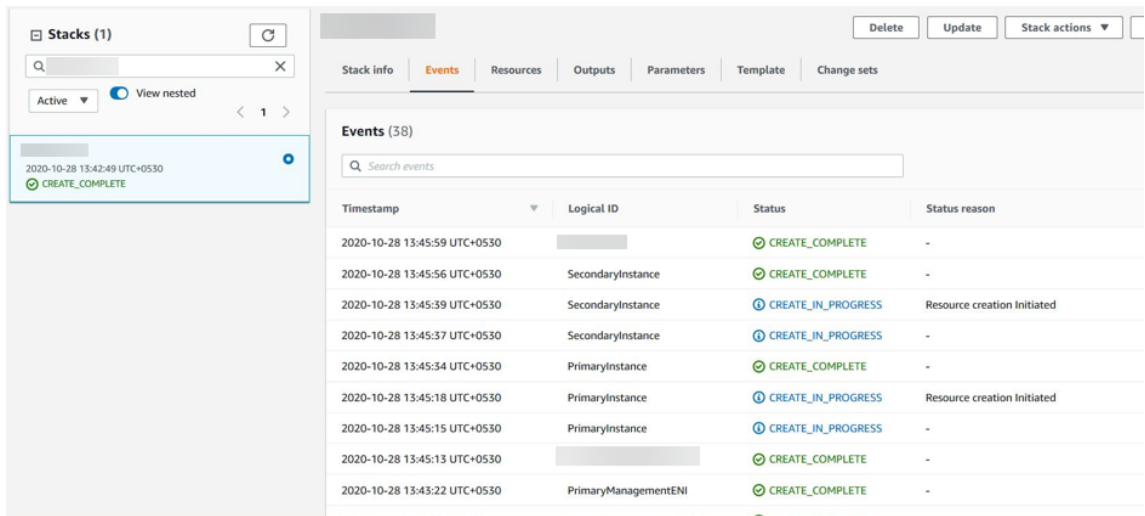 Stacks (1)
Active
View nested
1
2020-10-28 13:42:49 UTC+0530
CREATE_COMPLETE
Delete
Update
Stack actions
Stack info
Events
Resources
Outputs
Parameters
Template
Change sets
Events (38)
Search events
Timestamp Logical ID Status Status reason
2020-10-28 13:45:59 UTC+0530 CREATE_COMPLETE -
2020-10-28 13:45:56 UTC+0530 SecondaryInstance CREATE_COMPLETE -
2020-10-28 13:45:39 UTC+0530 SecondaryInstance CREATE_IN_PROGRESS Resource creation Initiated
2020-10-28 13:45:37 UTC+0530 SecondaryInstance CREATE_IN_PROGRESS -
2020-10-28 13:45:34 UTC+0530 PrimaryInstance CREATE_COMPLETE -
2020-10-28 13:45:18 UTC+0530 PrimaryInstance CREATE_IN_PROGRESS Resource creation Initiated
2020-10-28 13:45:15 UTC+0530 PrimaryInstance CREATE_IN_PROGRESS -
2020-10-28 13:45:13 UTC+0530 CREATE_COMPLETE -
2020-10-28 13:43:22 UTC+0530 PrimaryManagementENI CREATE_COMPLETE -